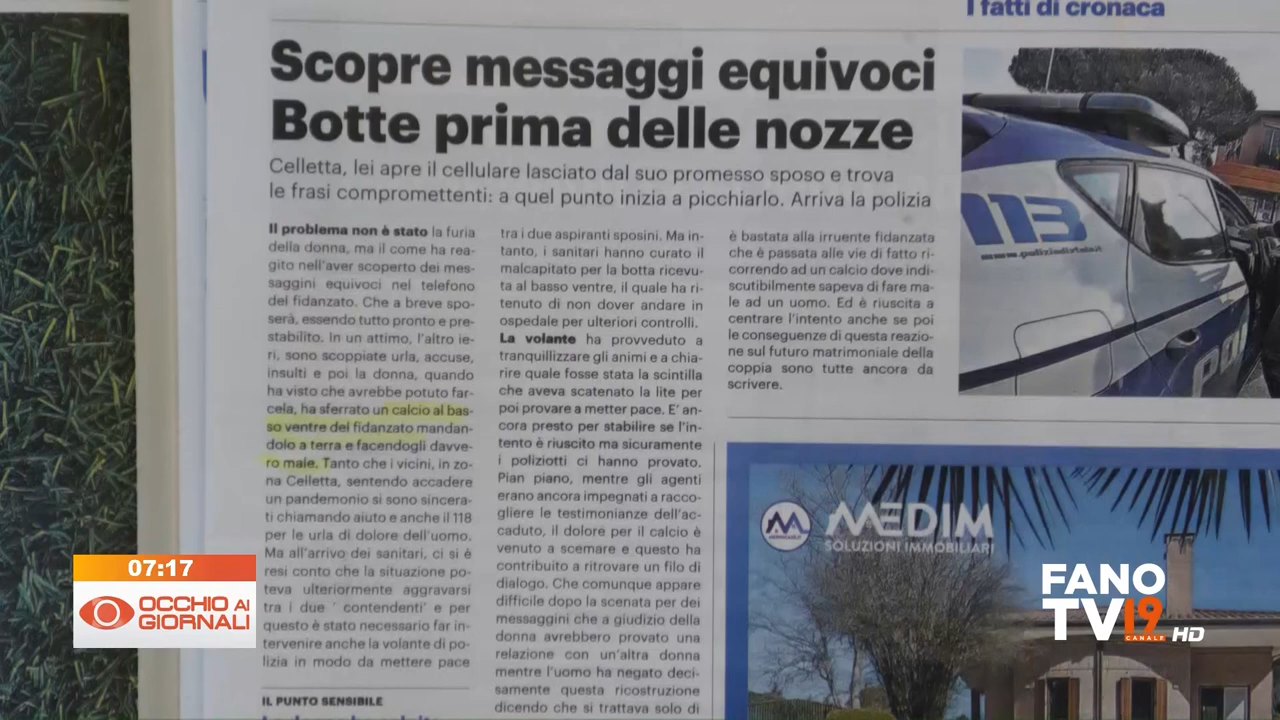 I fatti di cronaca
Scopre messaggi equivoci
Botte prima delle nozze
Celletta, lei apre il cellulare lasciato dal suo promesso sposo e trova
le frasi compromettenti: a quel punto inizia a picchiarlo. Arriva la polizia
Il problema non è stato la furia
della donna, ma il come ha rea-
gito nell'aver scoperto dei mes-
saggini equivoci nel telefono
del fidanzato. Che a breve spo-
serà, essendo tutto pronto e pre-
stabilito. In un attimo, l'altro ie-
ri, sono scoppiate urla, accuse,
insulti e poi la donna, quando
ha visto che avrebbe potuto far-
cela, ha sferrato un calcio al bas-
so ventre del fidanzato mandan-
dolo a terra e facendogli davve-
ro male. Tanto che i vicini, in zo-
na Celletta, sentendo accadere
un pandemonio si sono sincera-
ti chiamando aiuto e anche il 118
per le urla di dolore dell'uomo.
Ma all'arrivo dei sanitari, ci si è
resi conto che la situazione po-
teva ulteriormente aggravarsi
tra i due ' contendenti' e per
questo è stato necessario far in-
tervenire anche la volante di po-
lizia in modo da mettere pace
IL PUNTO SENSIBILE
tra i due aspiranti sposini. Ma in-
tanto, i sanitari hanno curato il
malcapitato per la botta ricevu-
ta al basso ventre, il quale ha ri-
tenuto di non dover andare in
ospedale per ulteriori controlli.
La volante ha provveduto a
tranquillizzare gli animi e a chia-
rire quale fosse stata la scintilla
che aveva scatenato la lite per
poi provare a metter pace. E' an-
cora presto per stabilire se l'in-
tento è riuscito ma sicuramente
i poliziotti ci hanno provato.
Pian piano, mentre gli agenti
erano ancora impegnati a racco-
gliere le testimonianze dell'ac-
caduto, il dolore per il calcio è
venuto a scemare e questo ha
contribuito a ritrovare un filo di
dialogo. Che comunque appare
difficile dopo la scenata per dei
messaggini che a giudizio della
donna avrebbero provato una
relazione con un'altra donna
mentre l'uomo ha negato deci-
samente questa ricostruzione
dicendo che si trattava solo di
è bastata alla irruente fidanzata
che è passata alle vie di fatto ri-
correndo ad un calcio dove indi-
scutibilmente sapeva di fare ma-
le ad un uomo. Ed è riuscita a
centrare l'intento anche se poi
le conseguenze di questa reazio-
ne sul futuro matrimoniale della
coppia sono tutte ancora da
scrivere.
113
www.poliziadistato.it
MEDIM
SOLUZIONI IMMOBILIARI
07:17
OCCHIO AI
GIORNALI
FANO
TV19
CANALE HD